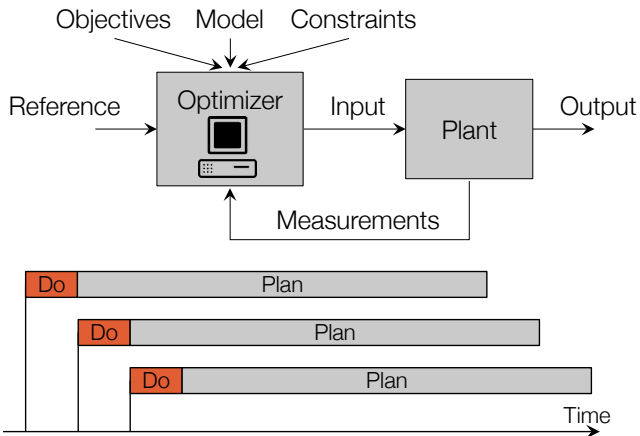 Objectives Model Constraints
Reference
Optimizer
Input
Plant
Output
Measurements
Do Plan
Do Plan
Do Plan
Time